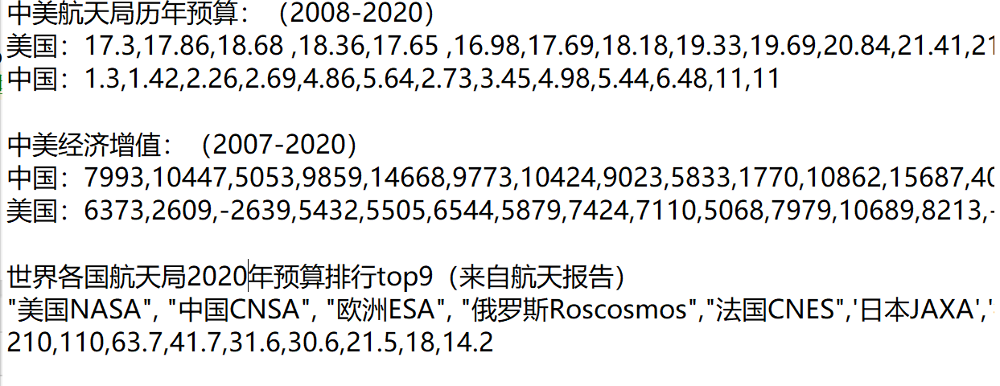 中美航天局历年预算：（2008-2020）
美国：17.3,17.86,18.68 ,18.36,17.65 ,16.98,17.69,18.18,19.33,19.69,20.84,21.41,21
中国：1.3,1.42,2.26,2.69,4.86,5.64,2.73,3.45,4.98,5.44,6.48,11,11
中美经济增值：（2007-2020）
中国：7993,10447,5053,9859,14668,9773,10424,9023,5833,1770,10862,15687,40
美国：6373,2609,-2639,5432,5505,6544,5879,7424,7110,5068,7979,10689,8213,-
世界各国航天局2020年预算排行top9（来自航天报告）
"美国NASA", "中国CNSA", "欧洲ESA", "俄罗斯Roscosmos","法国CNES",'日本JAXA','
210,110,63.7,41.7,31.6,30.6,21.5,18,14.2